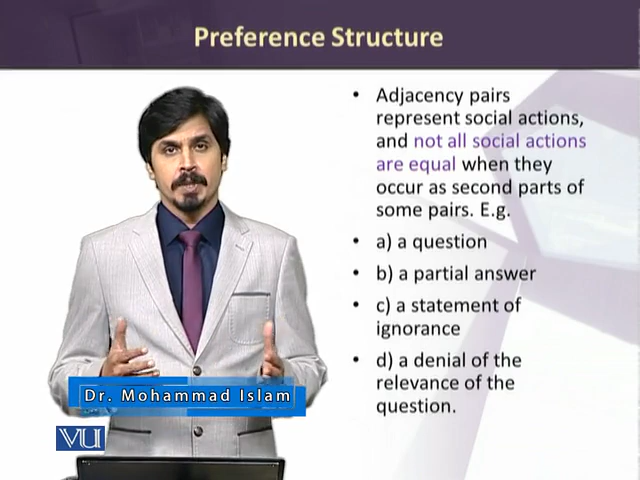 Preference Structure
• Adjacency pairs
represent social actions,
and not all social actions
are equal when they
occur as second parts of
some pairs. E.g.
• a) a question
• b) a partial answer
• c) a statement of
ignorance
• d) a denial of the
relevance of the
question.
Dr. Mohammad Islam
VU